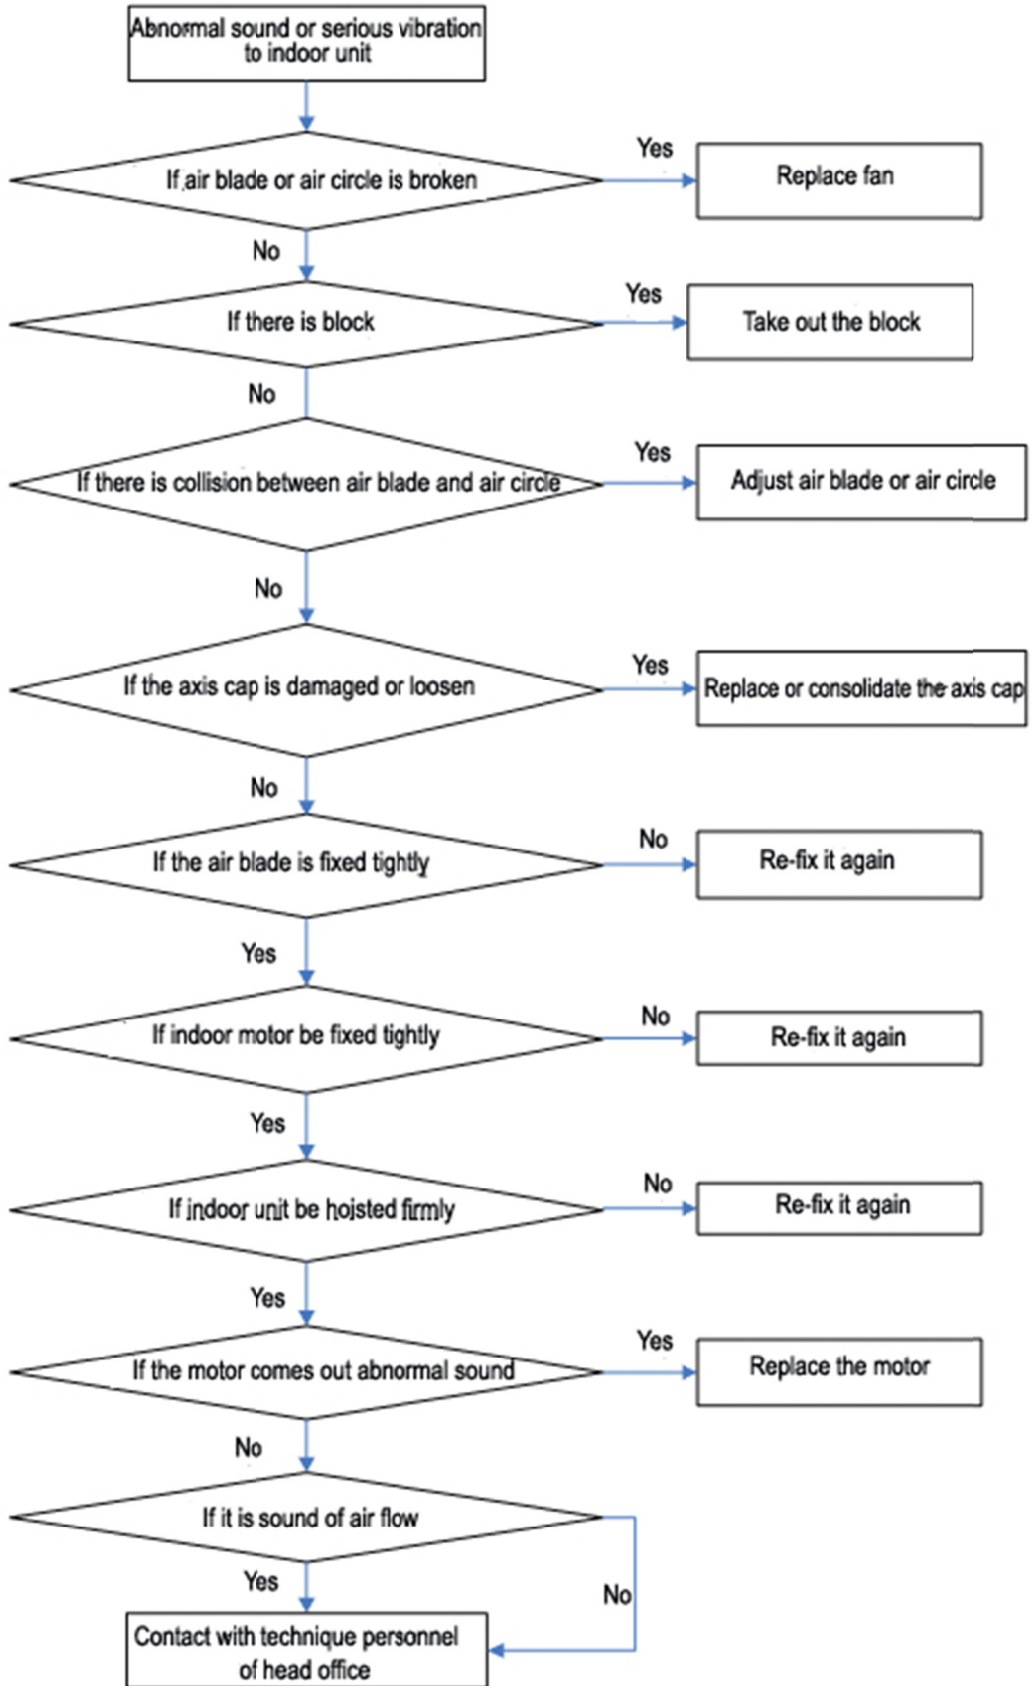 Abnormal sound or serious vibration
to indoor unit
If air blade or air circle is broken
Yes
Replace fan
No
If there is block
Yes
Take out the block
No
If there is collision between air blade and air circle
Yes
Adjust air blade or air circle
No
If the axis cap is damaged or loosen
Yes
Replace or consolidate the axis cap
No
If the air blade is fixed tightly
No
Re-fix it again
Yes
If indoor motor be fixed tightly
No
Re-fix it again
Yes
If indoor unit be hoisted firmly
No
Re-fix it again
Yes
If the motor comes out abnormal sound
Yes
Replace the motor
No
If it is sound of air flow
Yes
No
Contact with technique personnel
of head office